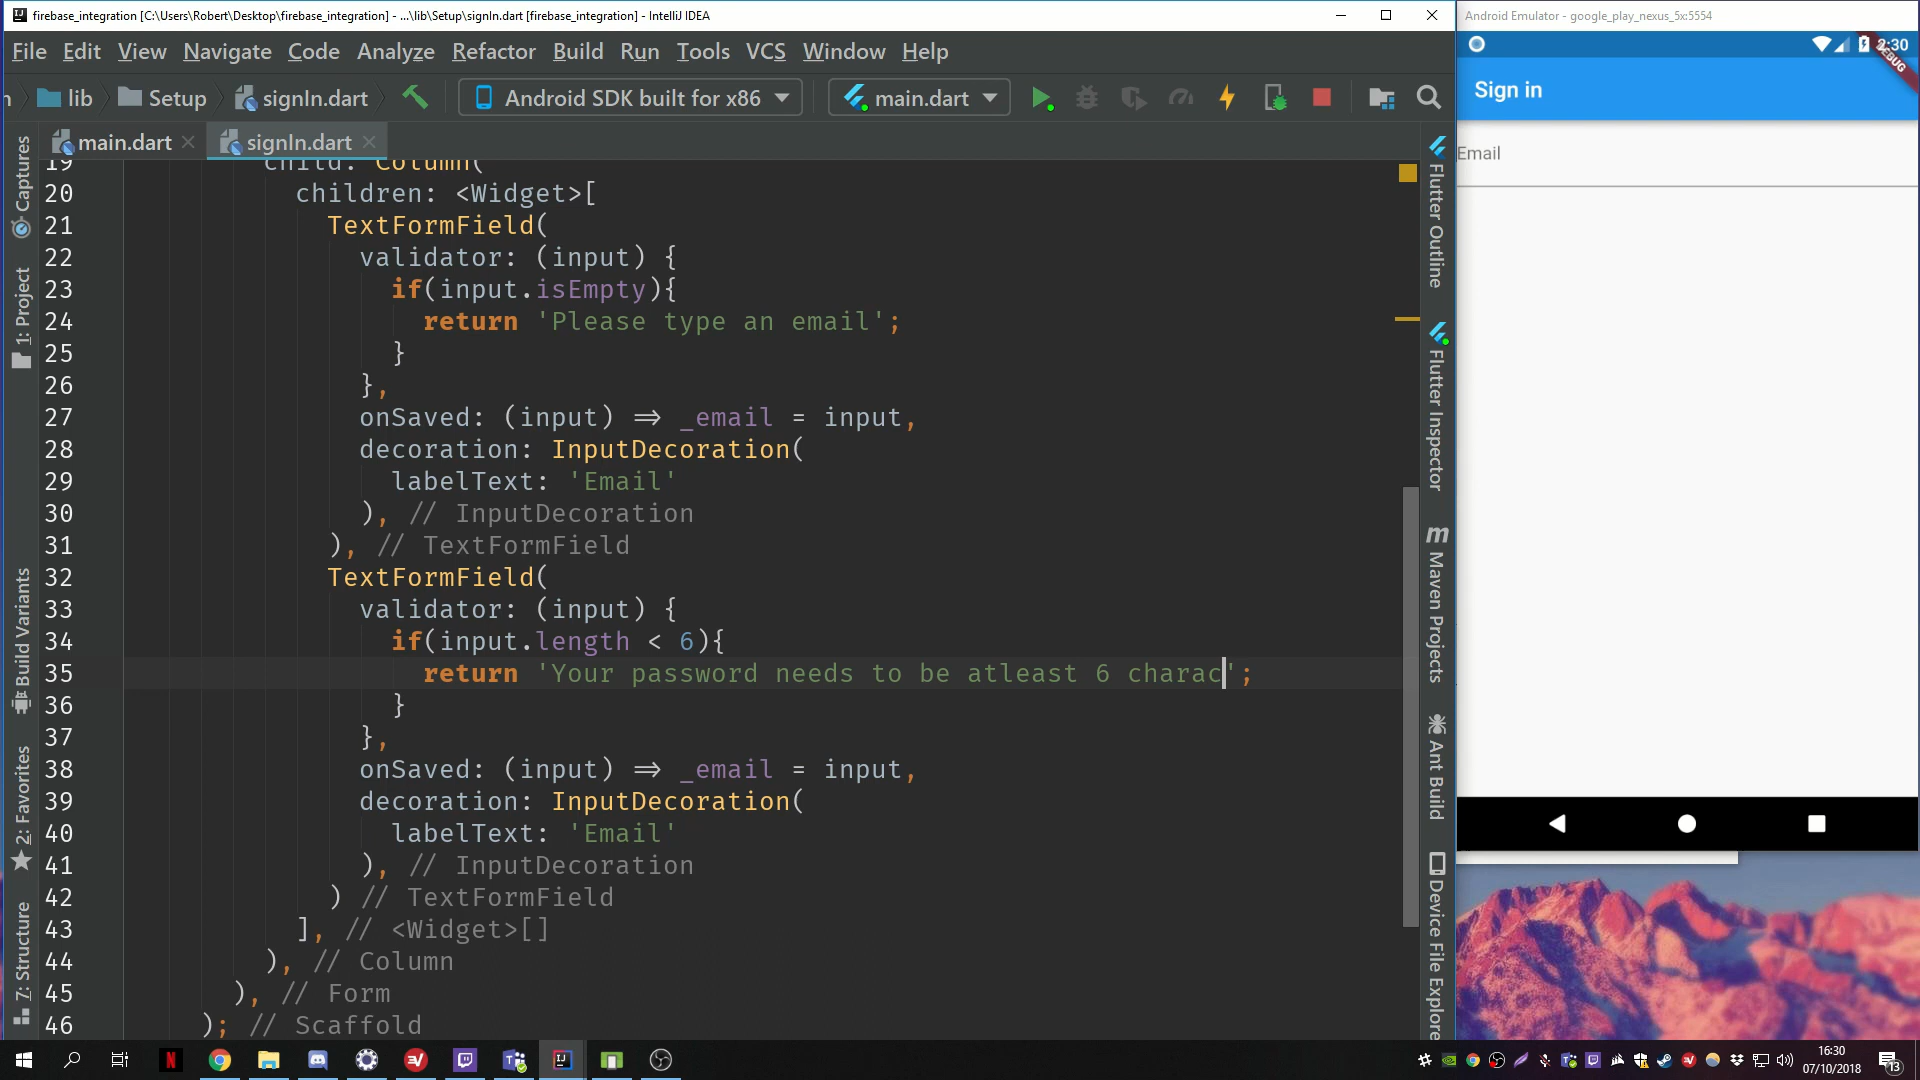 firebase_integration [C:\Users\Robert\Desktop\firebase_integration] - ...\lib\Setup\signIn.dart [firebase_integration] - IntelliJ IDEA
File Edit View Navigate Code Analyze Refactor Build Run Tools VCS Window Help
lib Setup signIn.dart Android SDK built for x86 main.dart
main.dart signIn.dart
19 child: Column(
20 children: <Widget>[
21 TextFormField(
22 validator: (input) {
23 if(input.isEmpty){
24 return 'Please type an email';
25 }
26 },
27 onSaved: (input) => _email = input,
28 decoration: InputDecoration(
29 labelText: 'Email'
30 ), // InputDecoration
31 ), // TextFormField
32 TextFormField(
33 validator: (input) {
34 if(input.length < 6){
35 return 'Your password needs to be atleast 6 charac';
36 }
37 },
38 onSaved: (input) => _email = input,
39 decoration: InputDecoration(
40 labelText: 'Email'
41 ), // InputDecoration
42 ) // TextFormField
43 ], // <Widget>[]
44 ), // Column
45 ), // Form
46 ); // Scaffold
Captures
1: Project
Build Variants
2: Favorites
7: Structure
Flutter Outline
Flutter Inspector
Maven Projects
Ant Build
Device File Explore
Android Emulator - google_play_nexus_5x:5554
2:30
DEBUG
Sign in
Email
16:30
07/10/2018
13